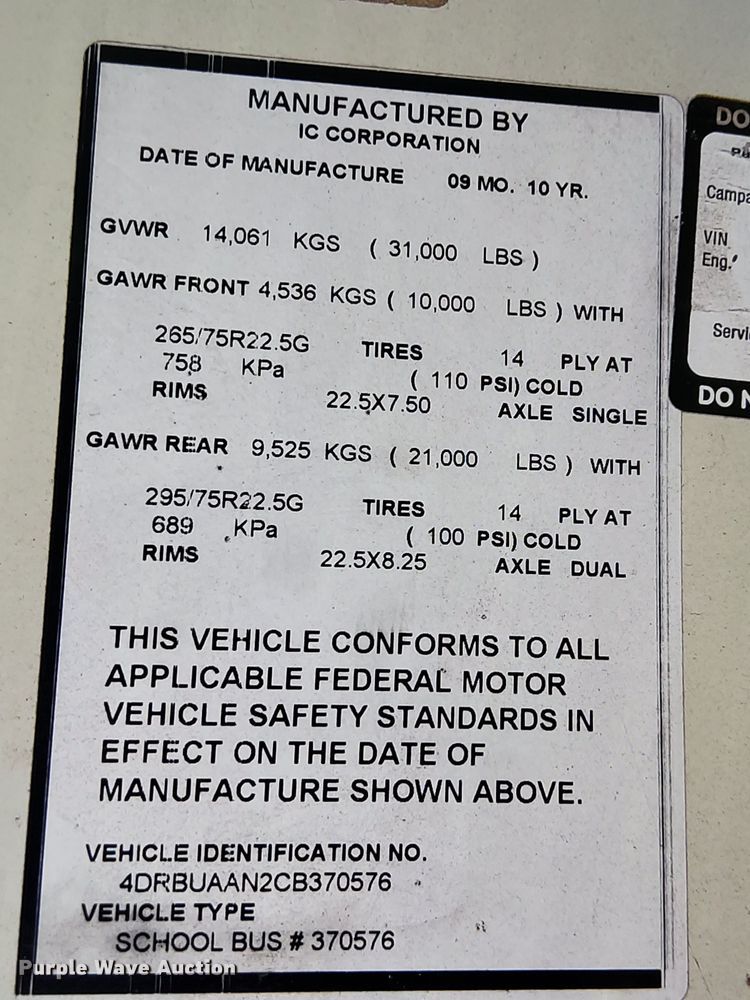 MANUFACTURED BY
IC CORPORATION
DATE OF MANUFACTURE 09 MO. 10 YR.
GVWR 14,061 KGS ( 31,000 LBS )
GAWR FRONT 4,536 KGS ( 10,000 LBS ) WITH
265/75R22.5G TIRES 14 PLY AT
758 KPa ( 110 PSI) COLD
RIMS 22.5X7.50 AXLE SINGLE
GAWR REAR 9,525 KGS ( 21,000 LBS ) WITH
295/75R22.5G TIRES 14 PLY AT
689 KPa ( 100 PSI) COLD
RIMS 22.5X8.25 AXLE DUAL
THIS VEHICLE CONFORMS TO ALL
APPLICABLE FEDERAL MOTOR
VEHICLE SAFETY STANDARDS IN
EFFECT ON THE DATE OF
MANUFACTURE SHOWN ABOVE.
VEHICLE IDENTIFICATION NO.
4DRBUAAN2CB370576
VEHICLE TYPE
SCHOOL BUS # 370576
DO
Campa
VIN
Eng.
Servi
DO N
Purple Wave Auction